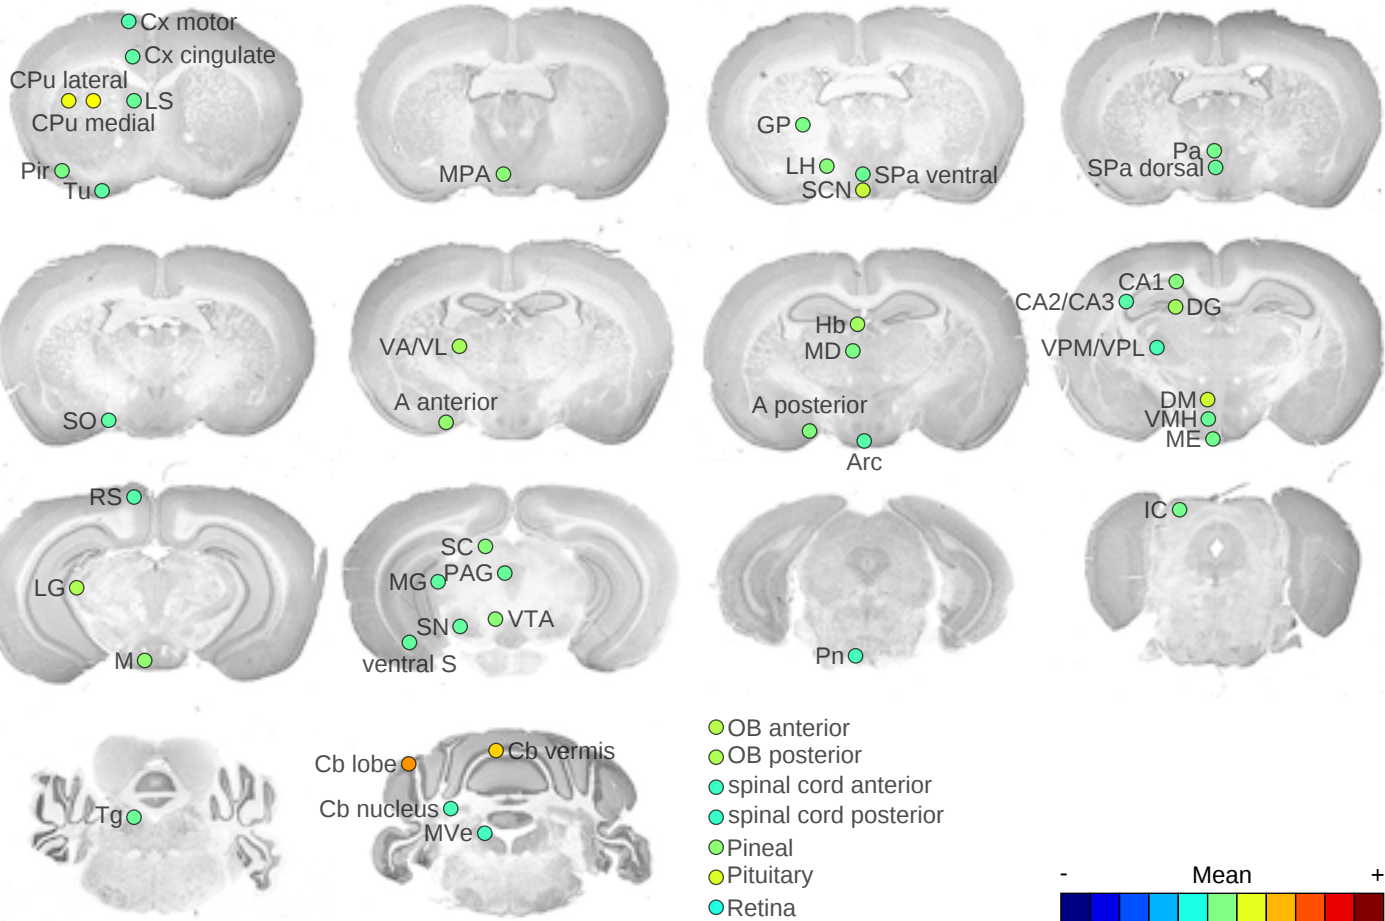 Cx motor
Cx cingulate
CPu lateral
LS
CPu medial
Pir
Tu
MPA
GP
LH
SPa ventral
SCN
Pa
SPa dorsal
SO
VA/VL
A anterior
Hb
MD
A posterior
Arc
CA1
CA2/CA3
DG
VPM/VPL
DM
VMH
ME
RS
LG
M
SC
MG
PAG
SN
VTA
ventral S
Pn
IC
Tg
Cb lobe
Cb vermis
Cb nucleus
MVe
OB anterior
OB posterior
spinal cord anterior
spinal cord posterior
Pineal
Pituitary
Retina
- Mean +